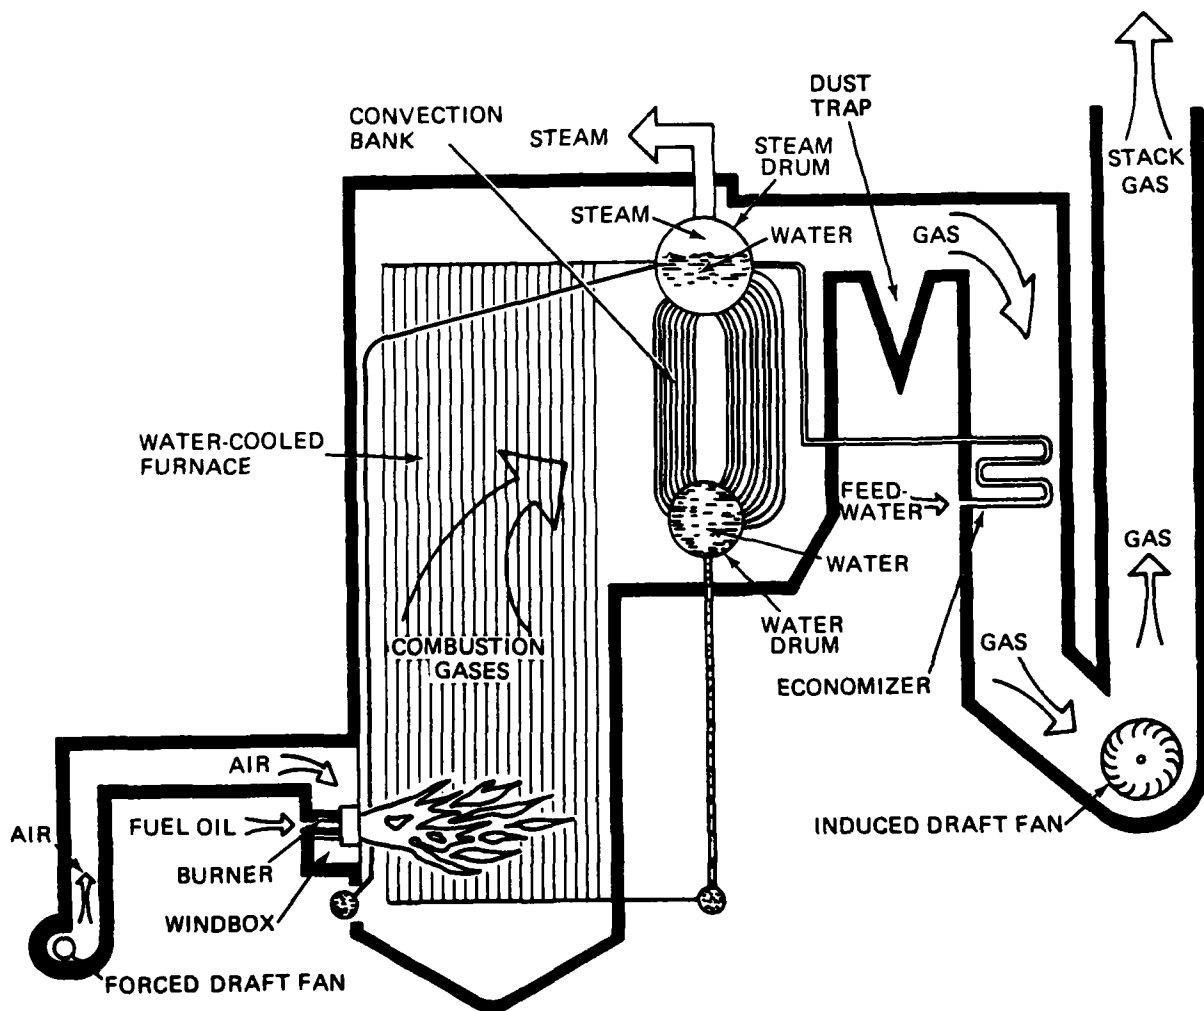 DUST
TRAP
CONVECTION
BANK
STEAM
STEAM
DRUM
STACK
GAS
STEAM
WATER
GAS
WATER-COOLED
FURNACE
FEED-
WATER
GAS
WATER
COMBUSTION
GASES
WATER
DRUM
GAS
ECONOMIZER
AIR
FUEL OIL
AIR
BURNER
INDUCED DRAFT FAN
WINDBOX
FORCED DRAFT FAN